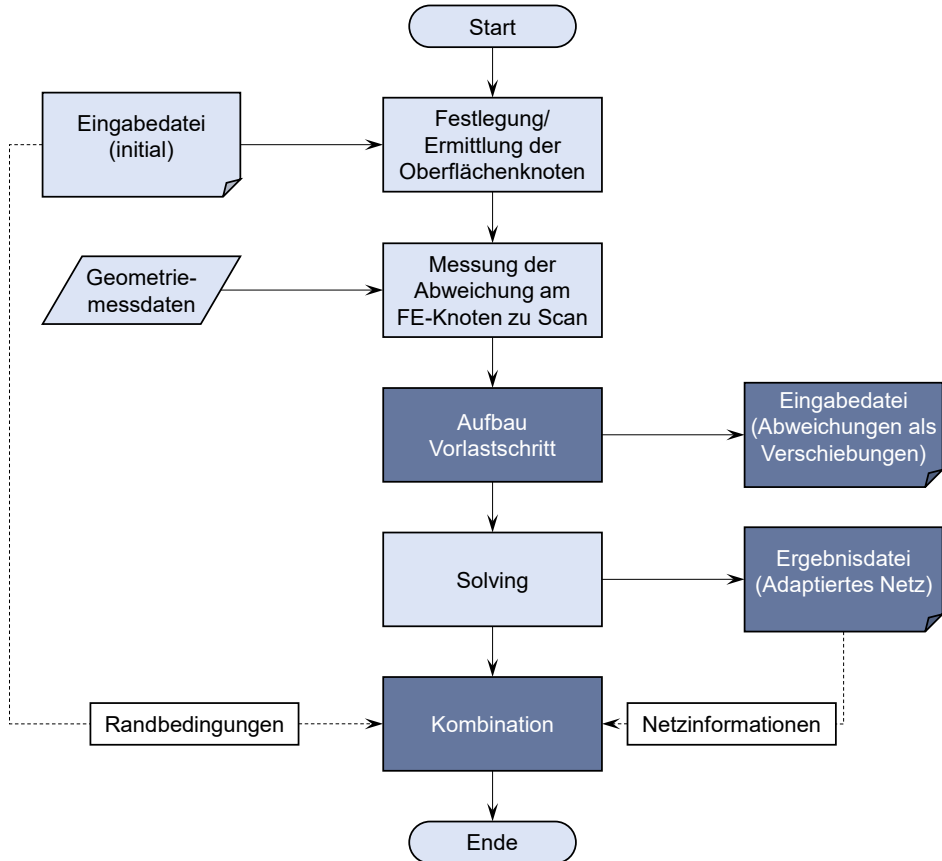 Start
Eingabedatei
(initial)
Festlegung/
Ermittlung der
Oberflächenknoten
Geometrie-
messdaten
Messung der
Abweichung am
FE-Knoten zu Scan
Aufbau
Vorlastschritt
Eingabedatei
(Abweichungen als
Verschiebungen)
Solving
Ergebnisdatei
(Adaptiertes Netz)
Randbedingungen
Kombination
Netzinformationen
Ende